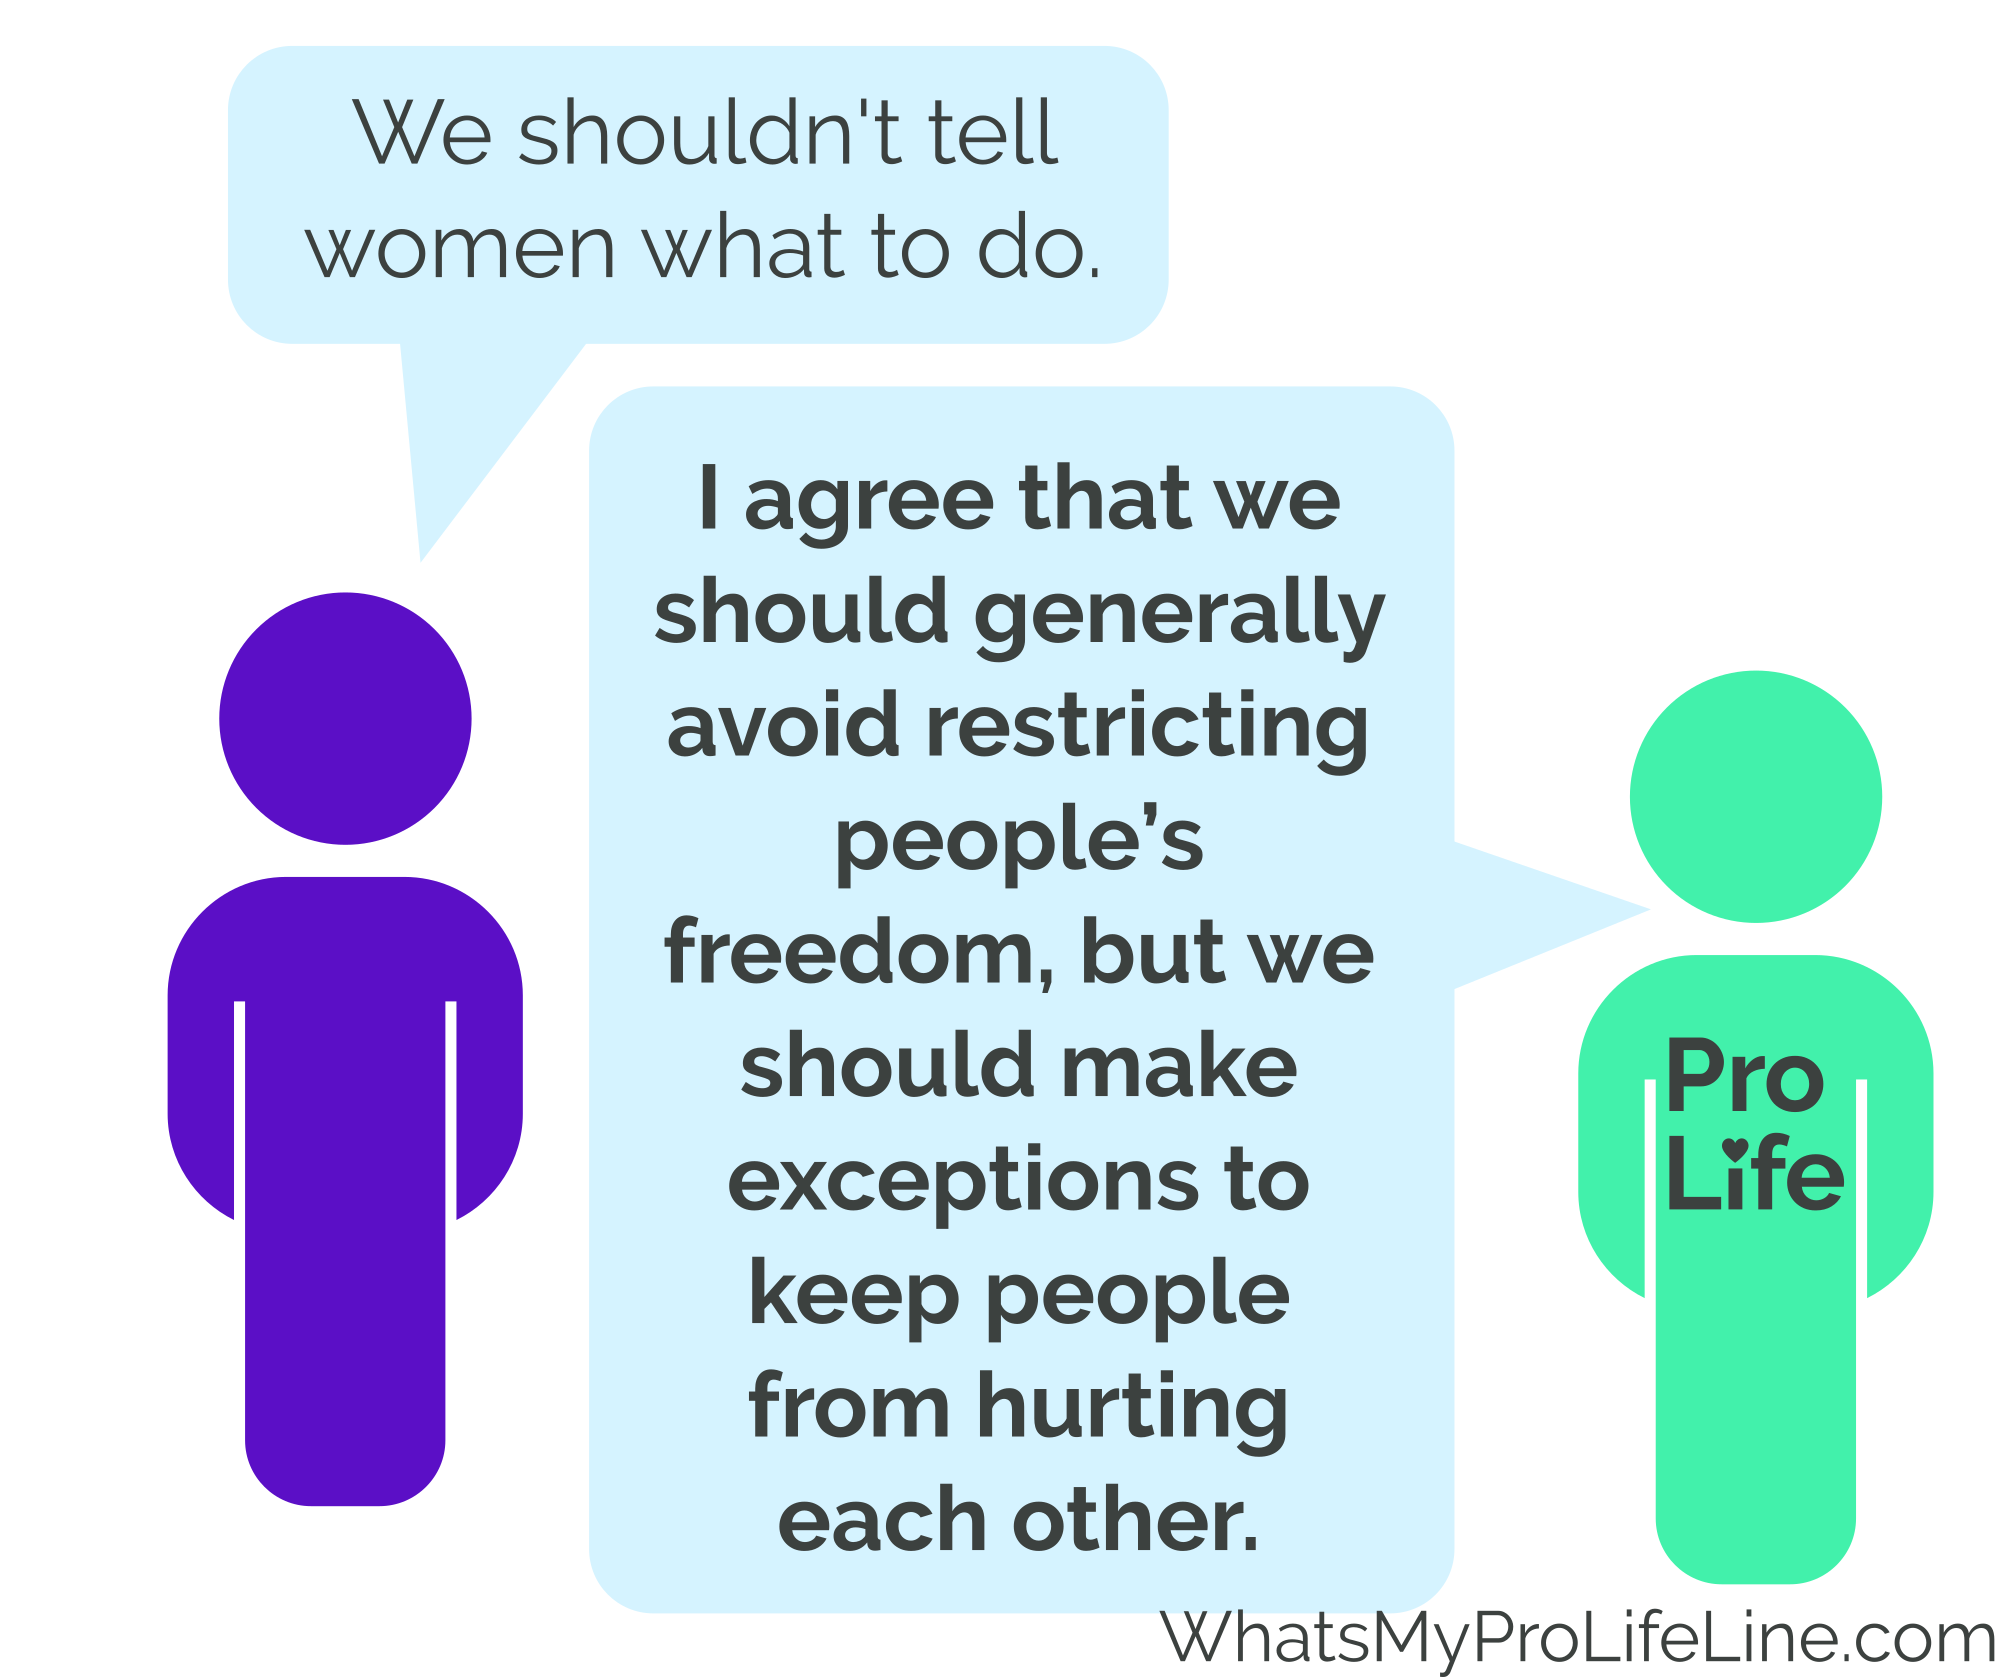 We shouldn't tell
women what to do.
I agree that we
should generally
avoid restricting
people’s
freedom, but we
should make
exceptions to
keep people
from hurting
each other.
Pro
Life
WhatsMyProLifeLine.com